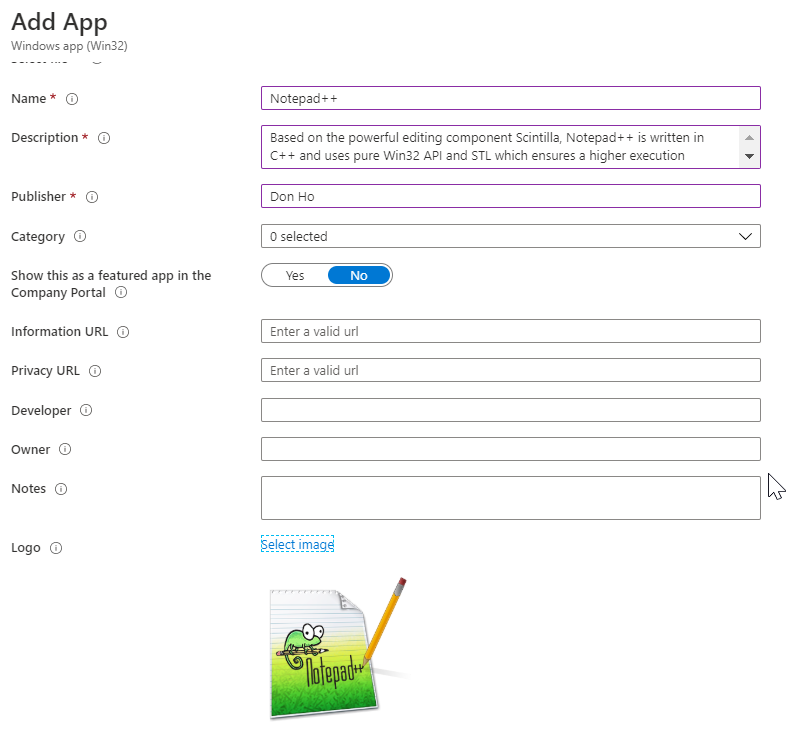 Add App
Windows app (Win32)
Name *
Notepad++
Description *
Based on the powerful editing component Scintilla, Notepad++ is written in
C++ and uses pure Win32 API and STL which ensures a higher execution
Publisher *
Don Ho
Category
0 selected
Show this as a featured app in the
Company Portal
Yes No
Information URL
Enter a valid url
Privacy URL
Enter a valid url
Developer
Owner
Notes
Logo
Select image
Notepad++